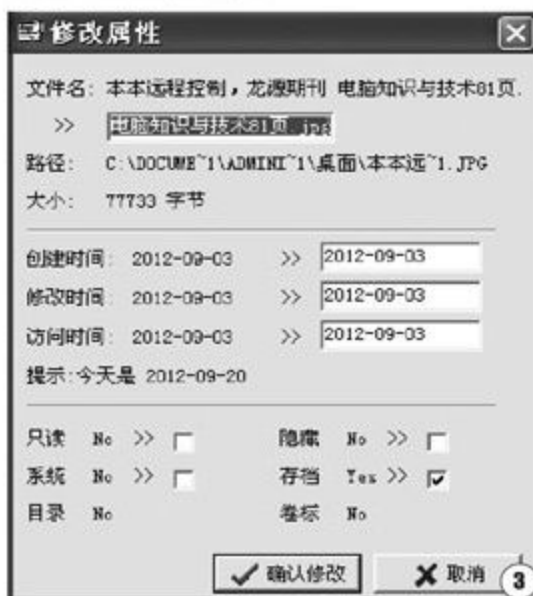 修改属性
文件名: 本本远程控制，龙源期刊 电脑知识与技术81页.
>> 电脑知识与技术81页.jpg
路径: C:\DOCUME~1\ADMINI~1\桌面\本本远~1.JPG
大小: 77733 字节
创建时间: 2012-09-03 >> 2012-09-03
修改时间: 2012-09-03 >> 2012-09-03
访问时间: 2012-09-03 >> 2012-09-03
提示:今天是 2012-09-20
只读 No >> 隐藏 No >>
系统 No >> 存档 Yes >>
目录 No 卷标 No
确认修改 取消 3